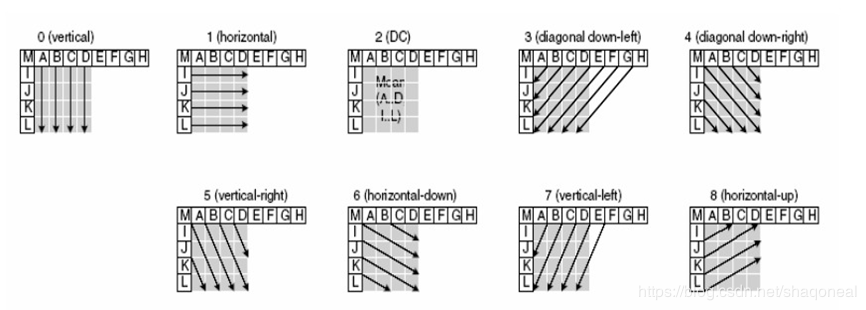 0 (vertical)
M A B C D E F G H
I
J
K
L
1 (horizontal)
M A B C D E F G H
I
J
K
L
2 (DC)
M A B C D E F G H
I
J
K
L
Mean
(A..D
I..L)
3 (diagonal down-left)
M A B C D E F G H
I
J
K
L
4 (diagonal down-right)
M A B C D E F G H
I
J
K
L
5 (vertical-right)
M A B C D E F G H
I
J
K
L
6 (horizontal-down)
M A B C D E F G H
I
J
K
L
7 (vertical-left)
M A B C D E F G H
I
J
K
L
8 (horizontal-up)
M A B C D E F G H
I
J
K
L
https://blog.csdn.net/shaqoneal